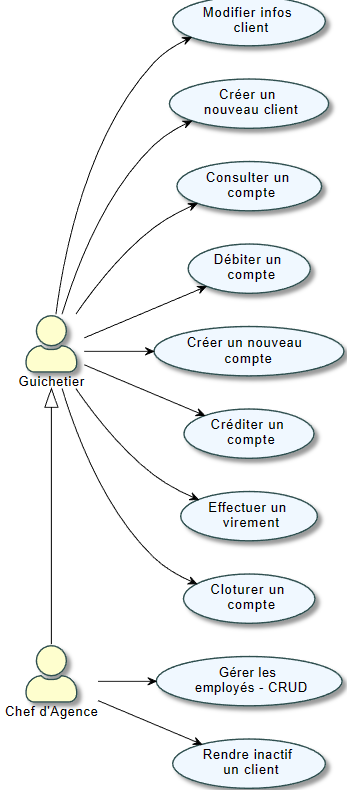 Modifier infos
client
Créer un
nouveau client
Consulter un
compte
Débiter un
compte
Créer un nouveau
compte
Guichetier
Créditer un
compte
Effectuer un
virement
Cloturer un
compte
Gérer les
employés - CRUD
Chef d'Agence
Rendre inactif
un client